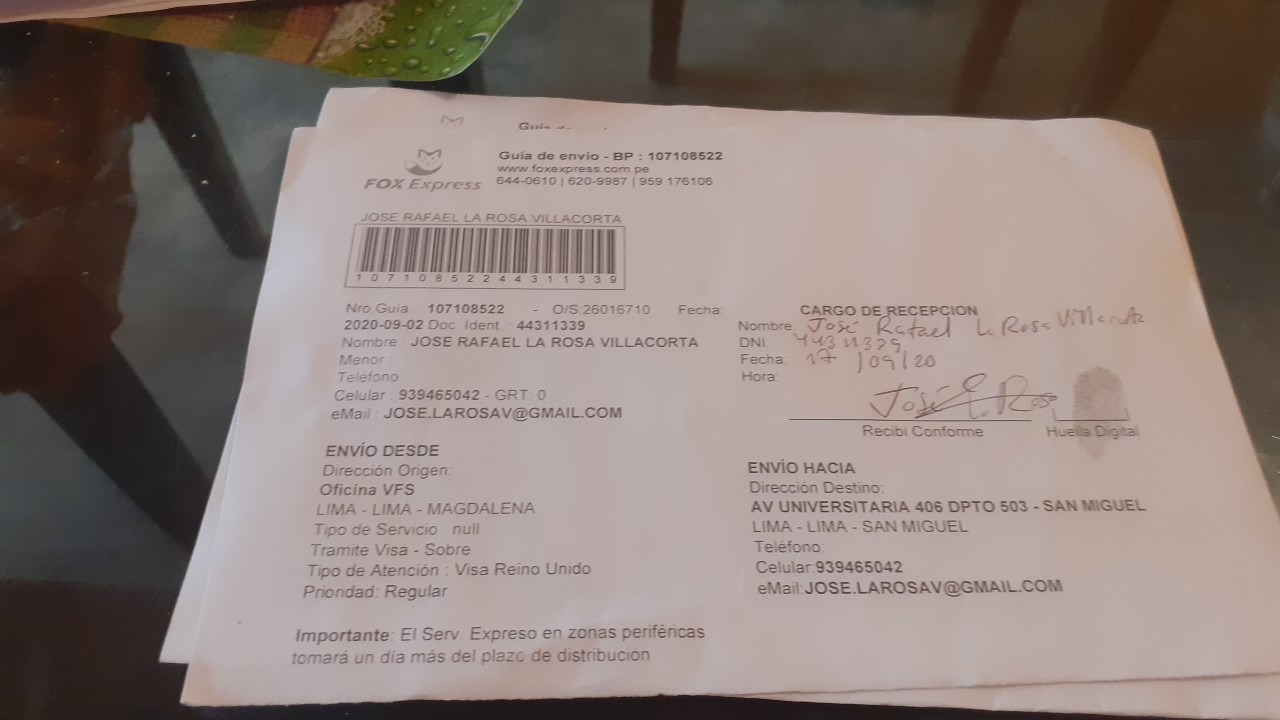 Guia de envio - BP : 107108522
www.foxexpress.com.pe
644-0610 | 620-9987 | 959 176106
FOX Express
JOSE RAFAEL LA ROSA VILLACORTA
10710852244311339
Nro.Guia: 107108522 - O/S:26016710 Fecha:
2020-09-02 Doc. Ident.: 44311339
Nombre : JOSE RAFAEL LA ROSA VILLACORTA
Menor :
Telefono
Celular : 939465042 - GRT: 0
eMail : JOSE.LAROSAV@GMAIL.COM
CARGO DE RECEPCION
Nombre: José Rafael La Rosa Villacorta
DNI: 44311339
Fecha: 17/09/20
Hora:
José L. Rosa
Recibi Conforme Huella Digital
ENVÍO DESDE
Dirección Origen:
Oficina VFS
LIMA - LIMA - MAGDALENA
Tipo de Servicio null
Tramite Visa - Sobre
Tipo de Atención : Visa Reino Unido
Prioridad: Regular
ENVÍO HACIA
Dirección Destino:
AV UNIVERSITARIA 406 DPTO 503 - SAN MIGUEL
LIMA - LIMA - SAN MIGUEL
Teléfono:
Celular:939465042
eMail:JOSE.LAROSAV@GMAIL.COM
Importante: El Serv. Expreso en zonas periféricas
tomará un día más del plazo de distribución